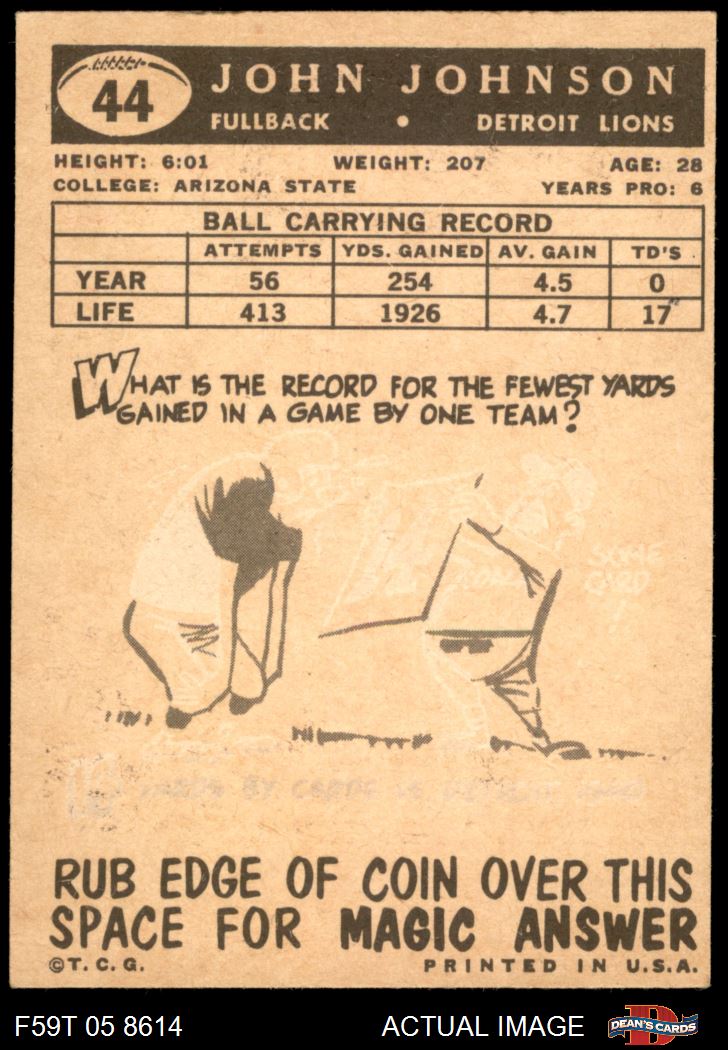 44
JOHN JOHNSON
FULLBACK • DETROIT LIONS
HEIGHT: 6:01 WEIGHT: 207 AGE: 28
COLLEGE: ARIZONA STATE YEARS PRO: 6
BALL CARRYING RECORD
ATTEMPTS YDS. GAINED AV. GAIN TD'S
YEAR 56 254 4.5 0
LIFE 413 1926 4.7 17
WHAT IS THE RECORD FOR THE FEWEST YARDS
GAINED IN A GAME BY ONE TEAM?
SOME
CARD
BY
RUB EDGE OF COIN OVER THIS
SPACE FOR MAGIC ANSWER
©T.C.G. PRINTED IN U.S.A.
F59T 05 8614 ACTUAL IMAGE DEAN'S CARDS